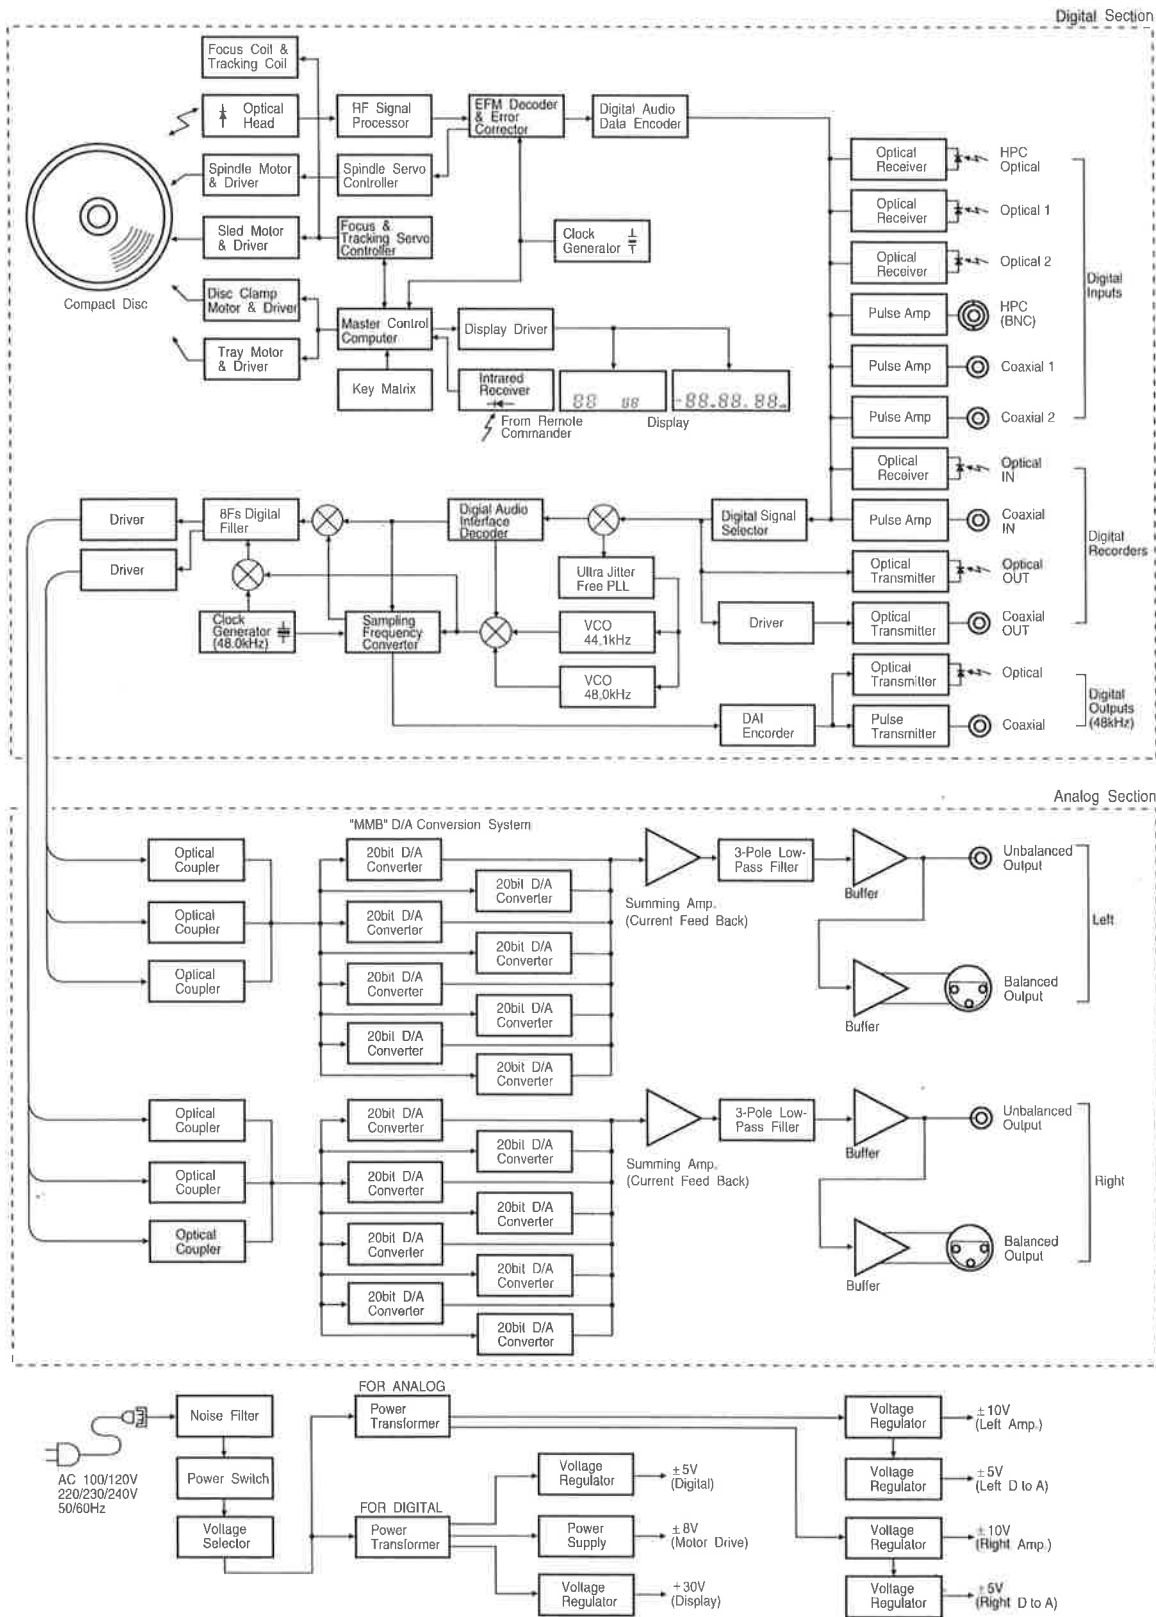 Digital Section
Focus Coil &
Tracking Coil
Optical
Head
RF Signal
Processor
EFM Decoder
& Error
Corrector
Digital Audio
Data Encoder
Optical
Receiver
HPC
Optical
Spindle Motor
& Driver
Spindle Servo
Controller
Optical
Receiver
Optical 1
Sled Motor
& Driver
Focus &
Tracking Servo
Controller
Clock
Generator
Optical
Receiver
Optical 2
Digital
Inputs
Compact Disc
Disc Clamp
Motor & Driver
Master Control
Computer
Display Driver
Pulse Amp
HPC
(BNC)
Tray Motor
& Driver
Key Matrix
Intrared
Receiver
88 88
-88.88.88
Pulse Amp
Coaxial 1
From Remote
Commander
Display
Pulse Amp
Coaxial 2
Optical
Receiver
Optical
IN
Driver
8Fs Digital
Filter
Digial Audio
Interface
Decoder
Digital Signal
Selector
Pulse Amp
Coaxial
IN
Digital
Recorders
Driver
Ultra Jitter
Free PLL
Optical
Transmitter
Optical
OUT
Clock
Generator
(48.0kHz)
Sampling
Frequency
Converter
VCO
44,1kHz
Driver
Optical
Transmitter
Coaxial
OUT
VCO
48,0kHz
Optical
Transmitter
Optical
Digital
Outputs
(48kHz)
DAI
Encorder
Pulse
Transmitter
Coaxial
Analog Section
"MMB" D/A Conversion System
Optical
Coupler
20bit D/A
Converter
3-Pole Low-
Pass Filter
Unbalanced
Output
20bit D/A
Converter
Summing Amp.
(Current Feed Back)
Buffer
Optical
Coupler
20bit D/A
Converter
Left
20bit D/A
Converter
Optical
Coupler
20bit D/A
Converter
Balanced
Output
20bit D/A
Converter
Buffer
20bit D/A
Converter
20bit D/A
Converter
Optical
Coupler
20bit D/A
Converter
3-Pole Low-
Pass Filter
Unbalanced
Output
20bit D/A
Converter
Summing Amp.
(Current Feed Back)
Buffer
Optical
Coupler
20bit D/A
Converter
Right
20bit D/A
Converter
Optical
Coupler
20bit D/A
Converter
Balanced
Output
20bit D/A
Converter
Buffer
20bit D/A
Converter
20bit D/A
Converter
FOR ANALOG
Noise Filter
Power
Transformer
Voltage
Regulator
±10V
(Left Amp.)
AC 100/120V
220/230/240V
50/60Hz
Power Switch
Voltage
Regulator
±5V
(Digital)
Voltage
Regulator
±5V
(Left D to A)
FOR DIGITAL
Voltage
Selector
Power
Transformer
Power
Supply
±8V
(Motor Drive)
Voltage
Regulator
±10V
(Right Amp.)
Voltage
Regulator
+30V
(Display)
Voltage
Regulator
±5V
(Right D to A)